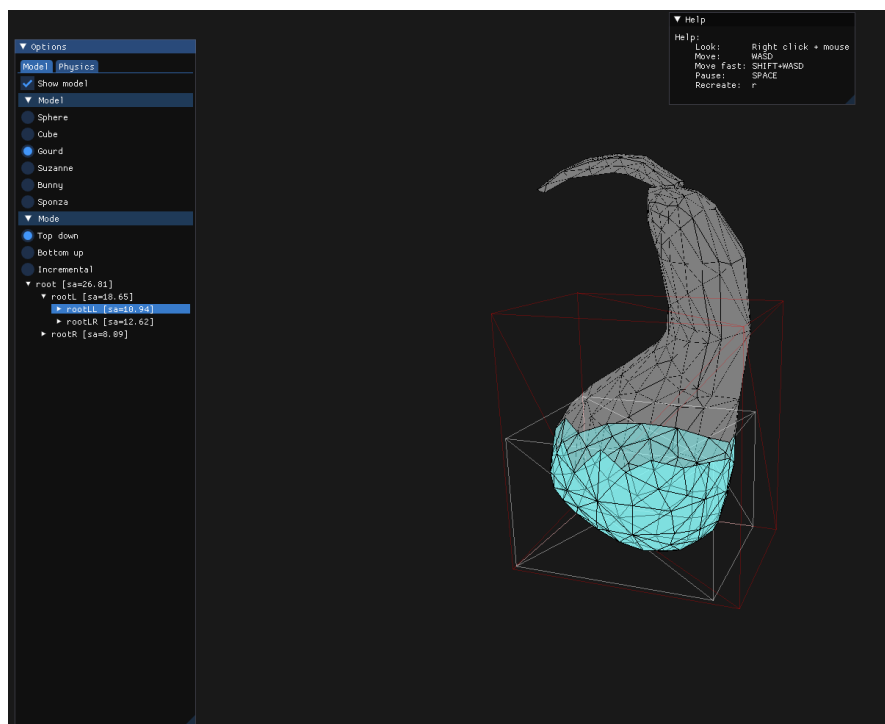 ▼ Options
Model Physics
Show model
▼ Model
Sphere
Cube
Gourd
Suzanne
Bunny
Sponza
▼ Mode
Top down
Bottom up
Incremental
▼ root [sa=26.81]
▼ rootL [sa=18.65]
► rootLL [sa=10.94]
► rootLR [sa=12.62]
► rootR [sa=8.89]
▼ Help
Help:
Look: Right click + mouse
Move: WASD
Move fast: SHIFT+WASD
Pause: SPACE
Recreate: r